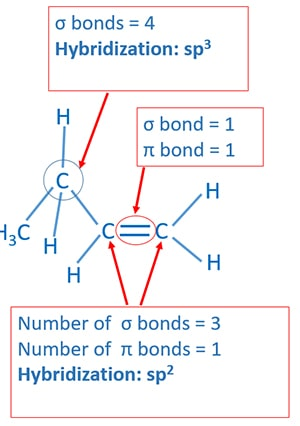 σ bonds = 4
Hybridization: sp³
σ bond = 1
π bond = 1
H
C
H
H₃C
H
C
C
H
H
Number of σ bonds = 3
Number of π bonds = 1
Hybridization: sp²